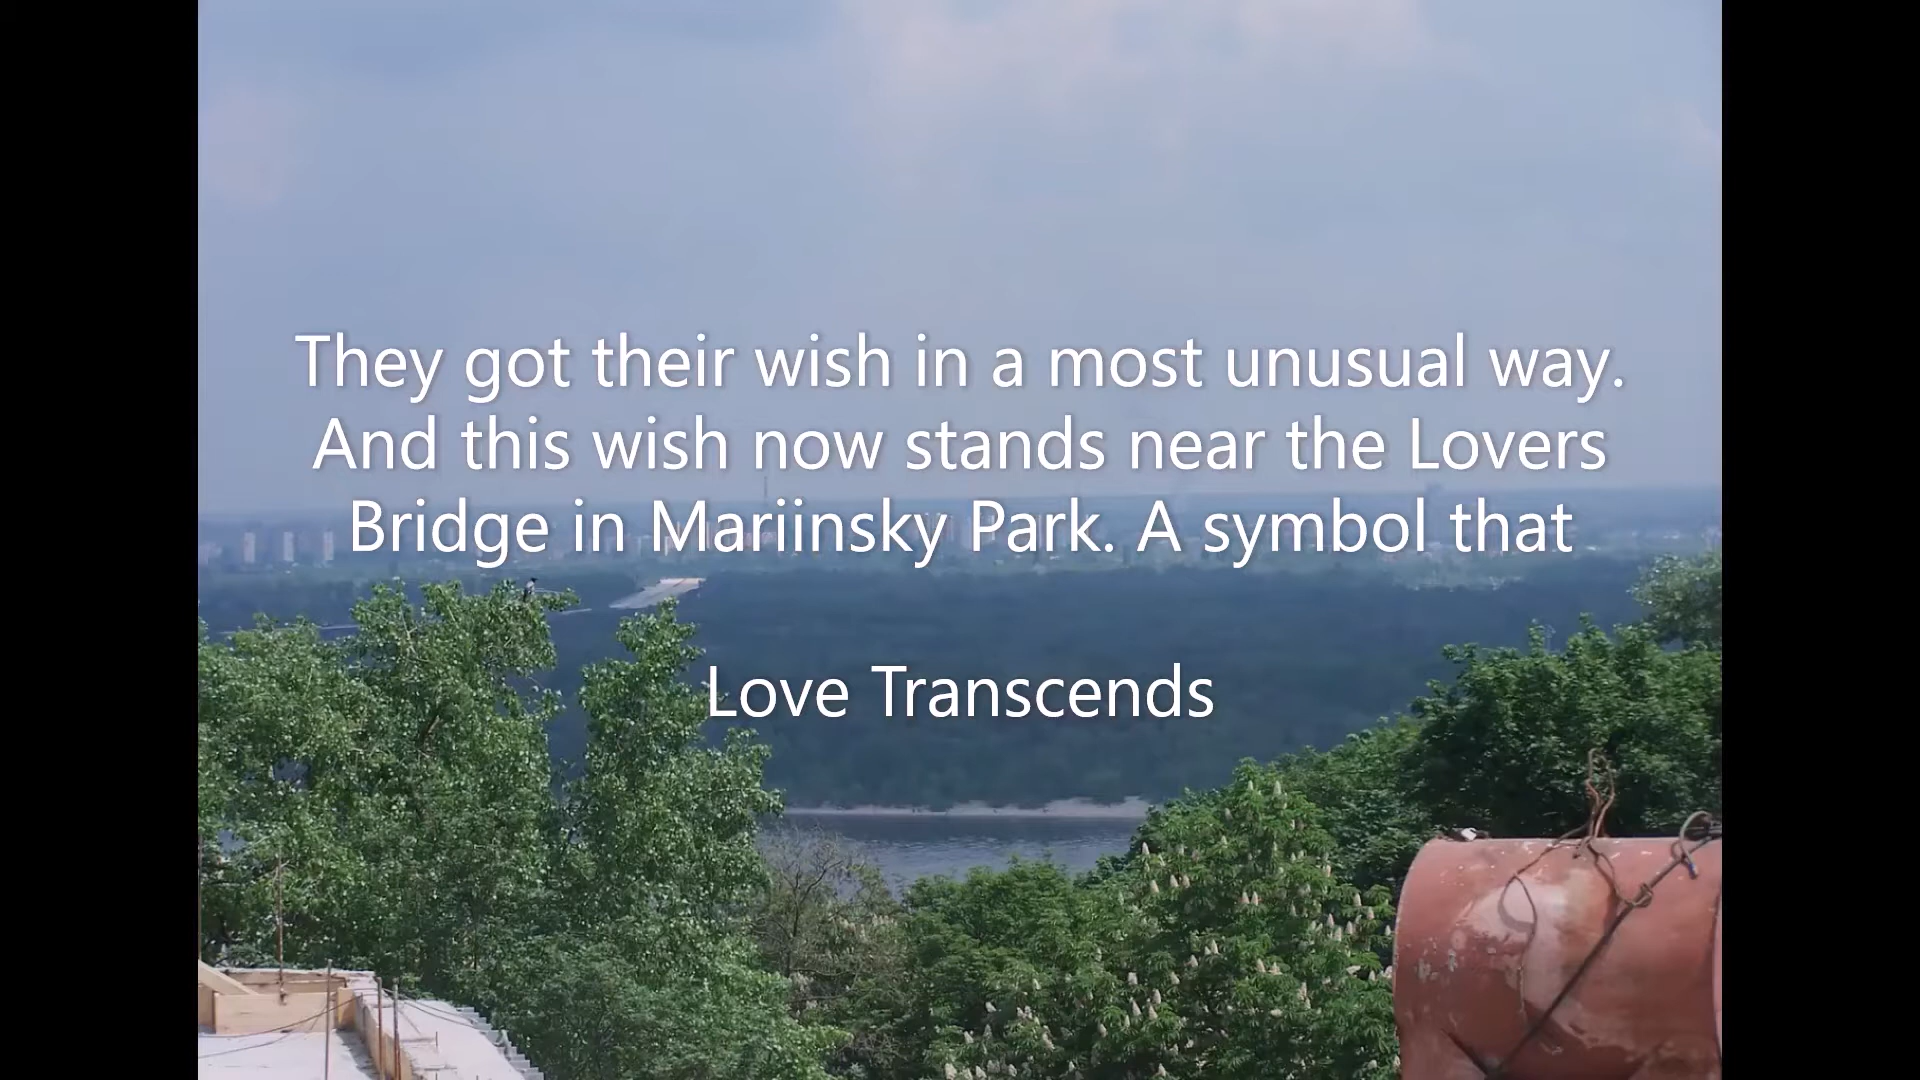 They got their wish in a most unusual way.
And this wish now stands near the Lovers
Bridge in Mariinsky Park. A symbol that
Love Transcends